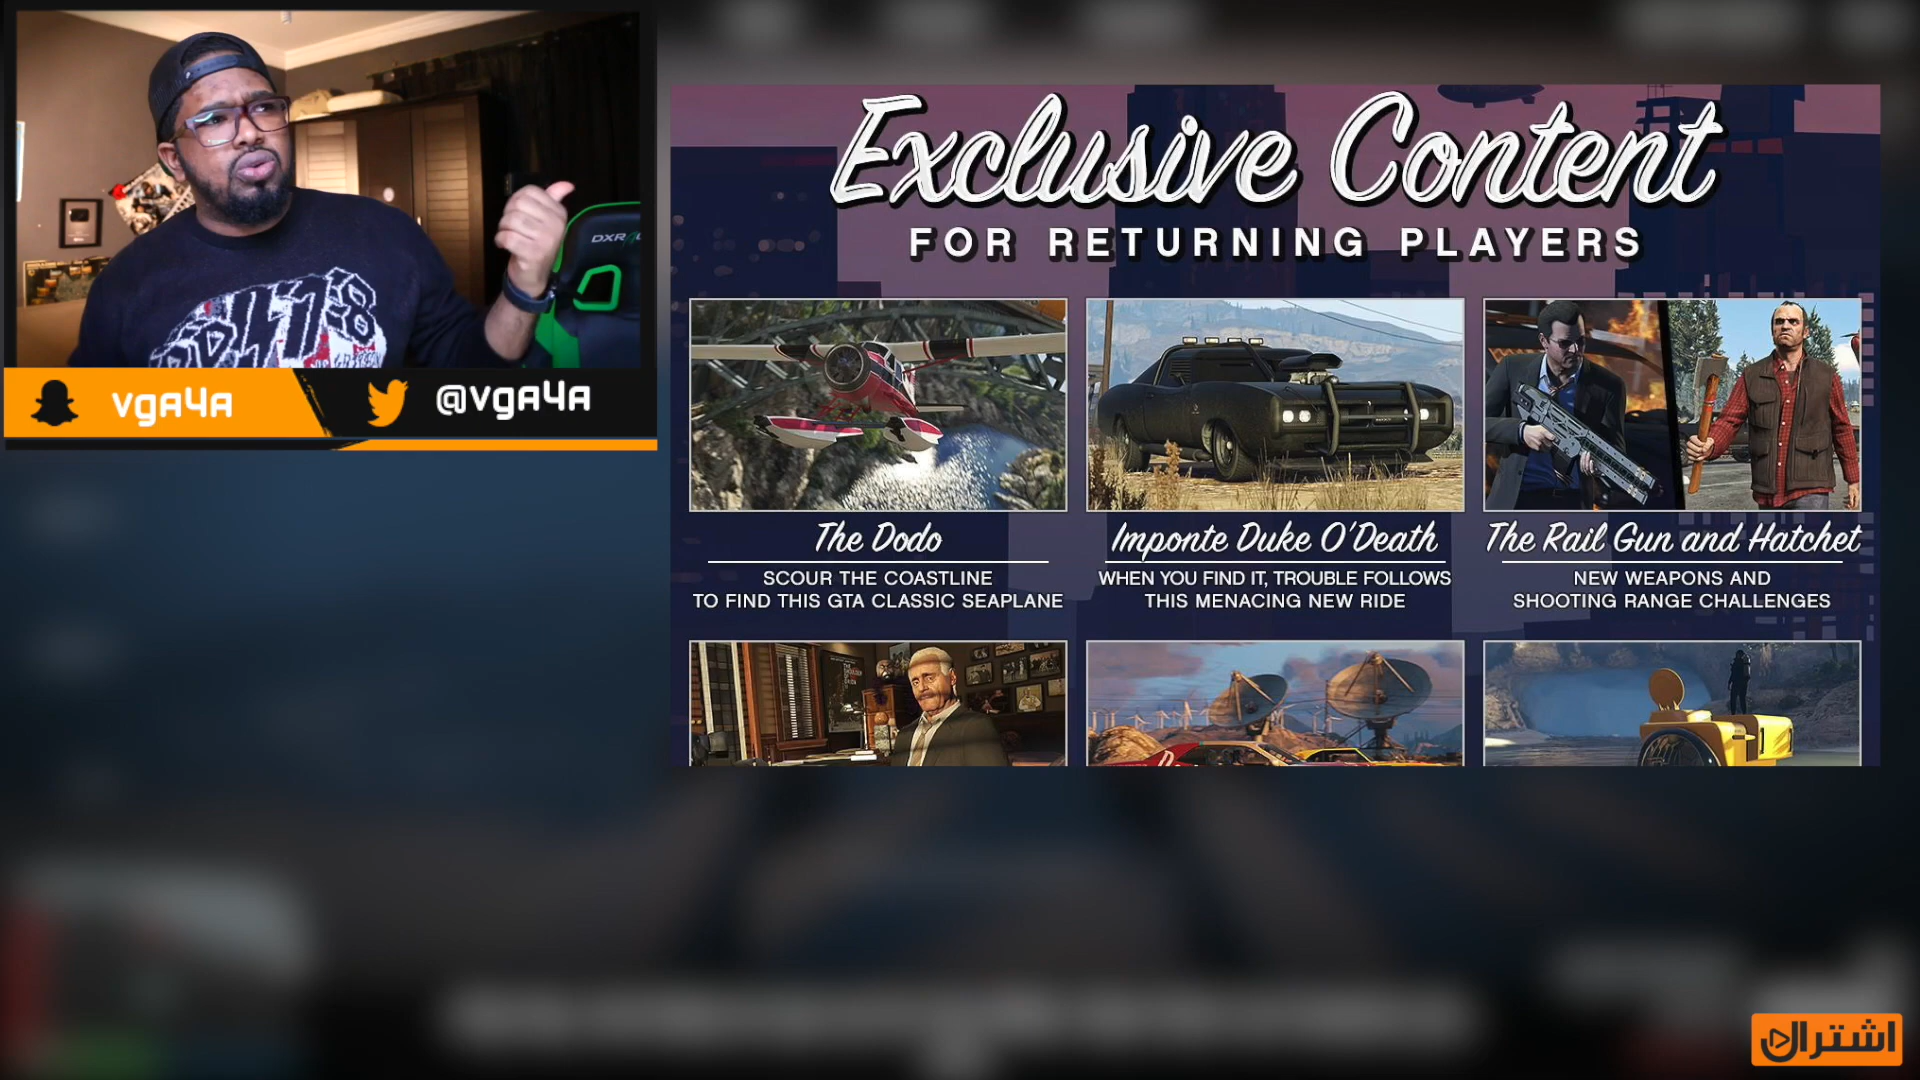 vgA4A
@vgA4A
Exclusive Content
FOR RETURNING PLAYERS
The Dodo
SCOUR THE COASTLINE
TO FIND THIS GTA CLASSIC SEAPLANE
Imponte Duke O'Death
WHEN YOU FIND IT, TROUBLE FOLLOWS
THIS MENACING NEW RIDE
The Rail Gun and Hatchet
NEW WEAPONS AND
SHOOTING RANGE CHALLENGES
اشتراك